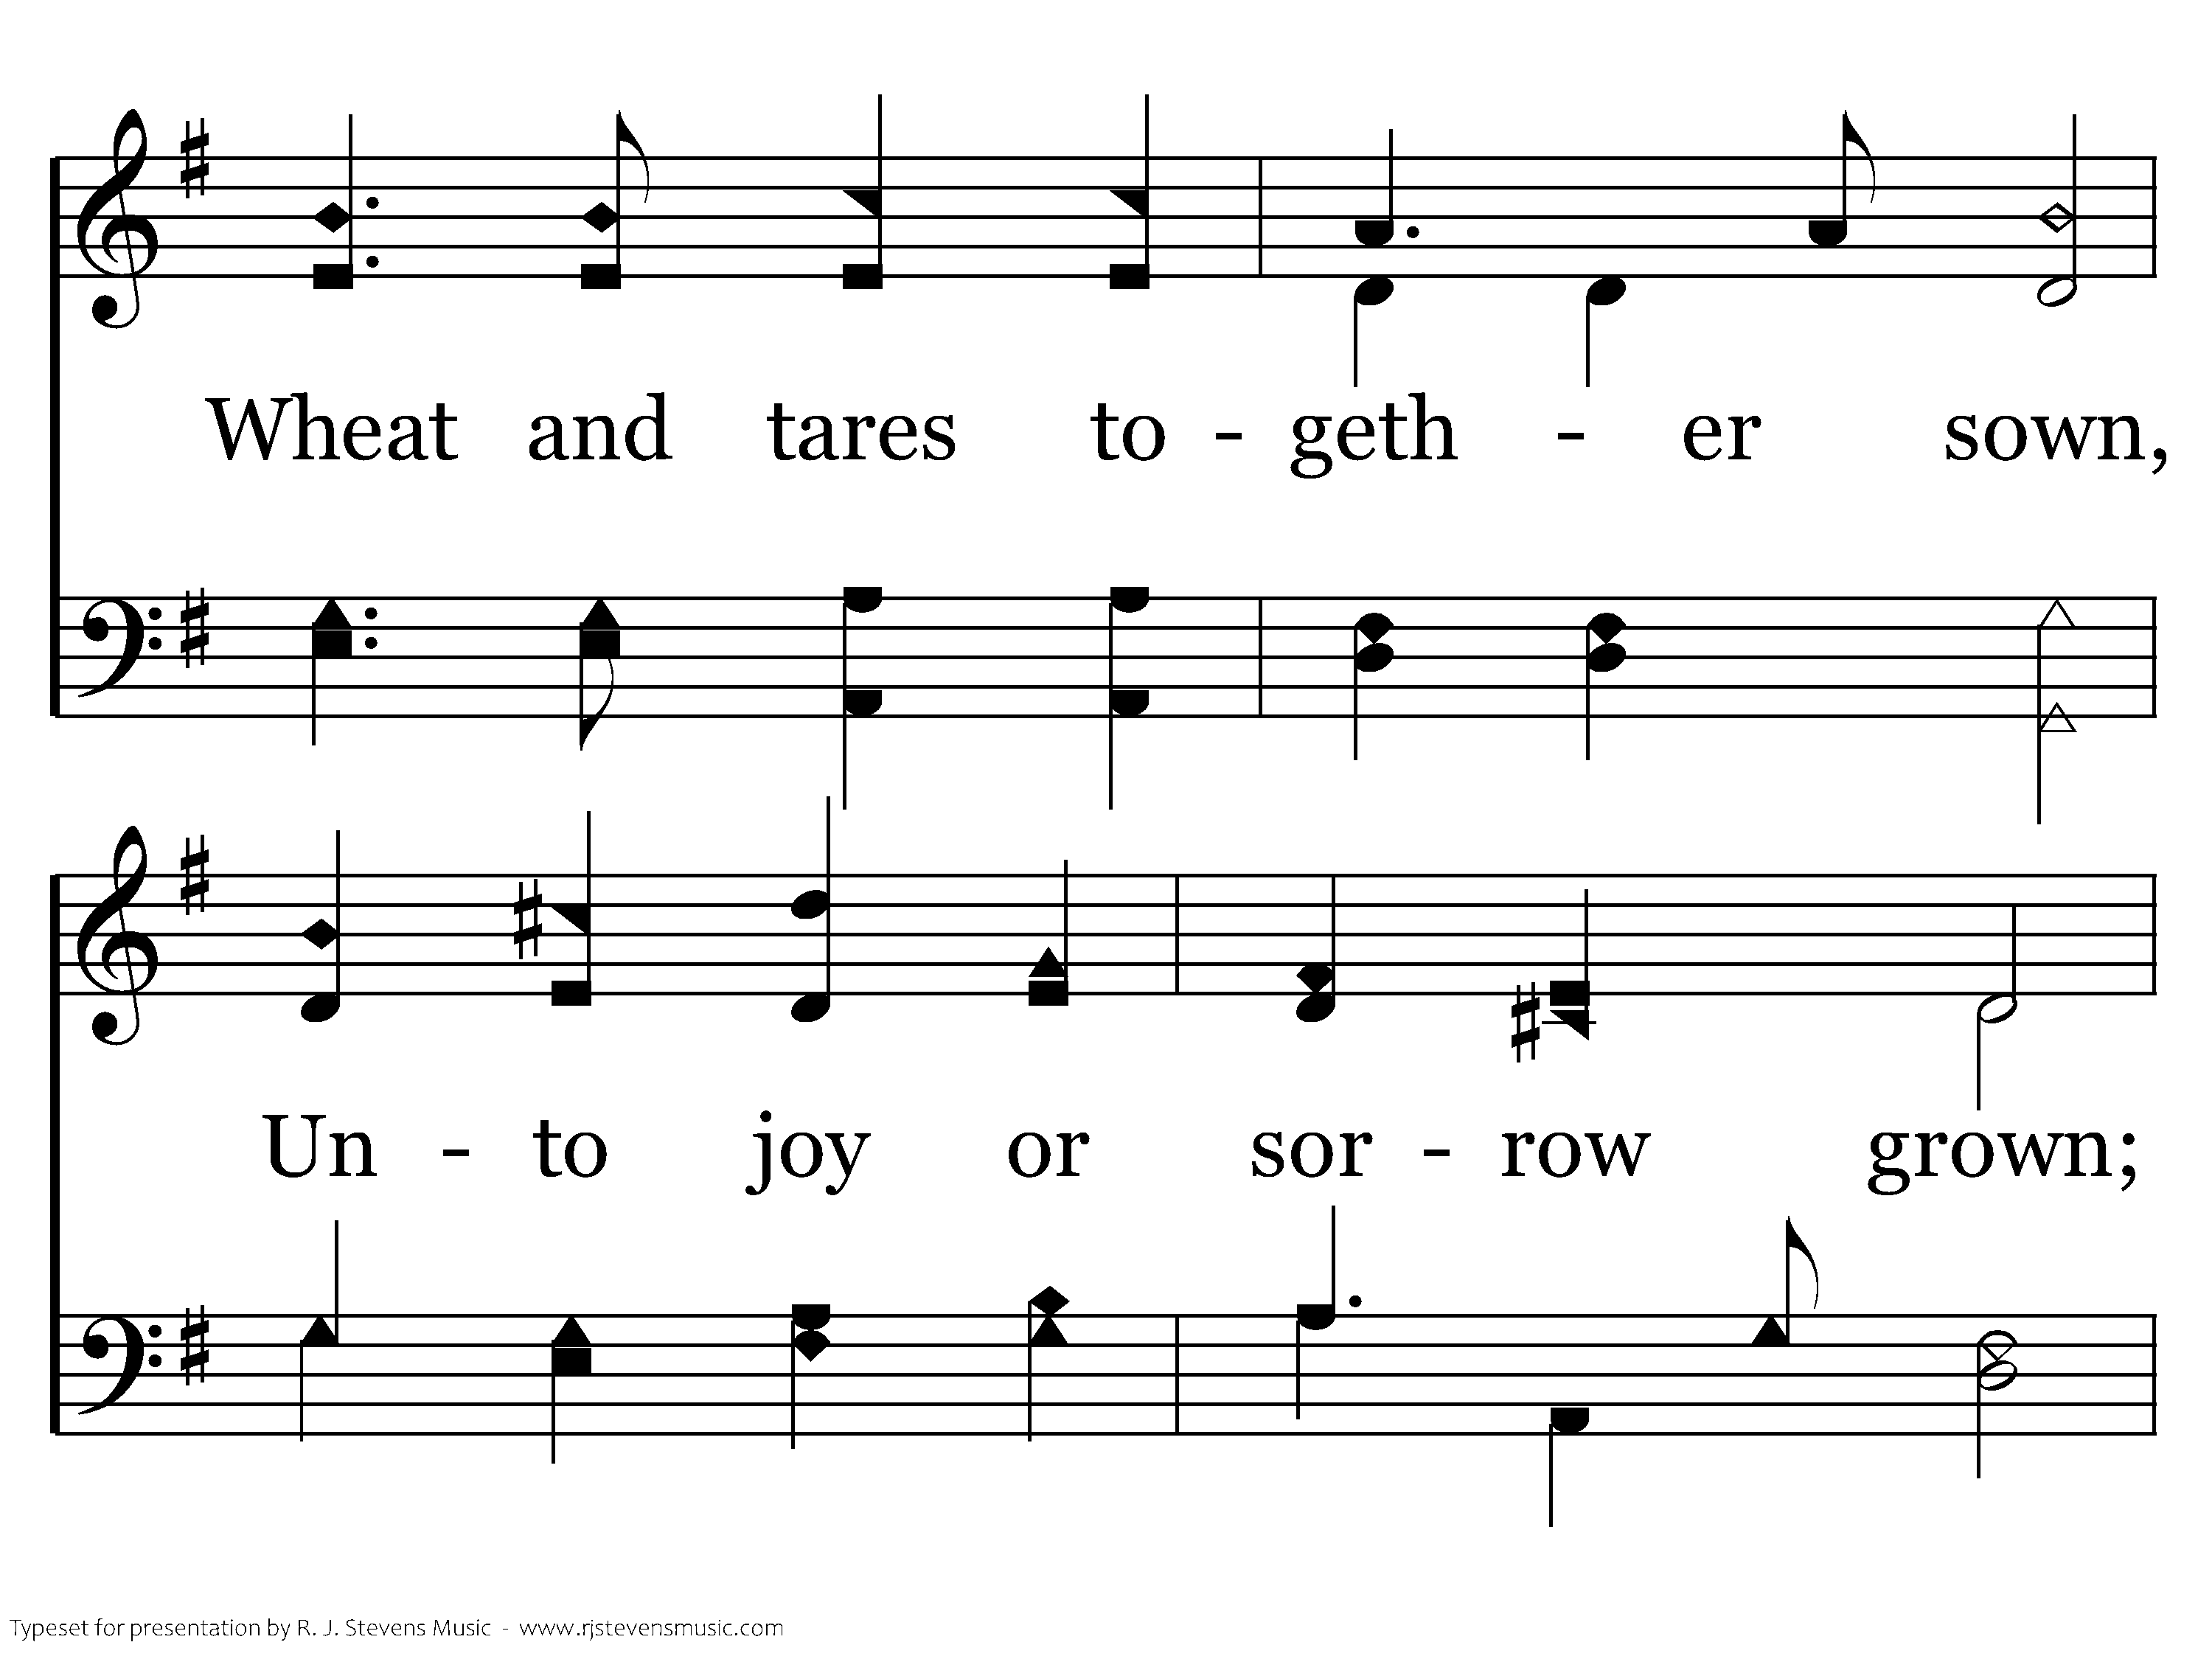 Wheat and tares to - geth - er sown,
Un - to joy or sor - row grown;
Typeset for presentation by R. J. Stevens Music - www.rjstevensmusic.com